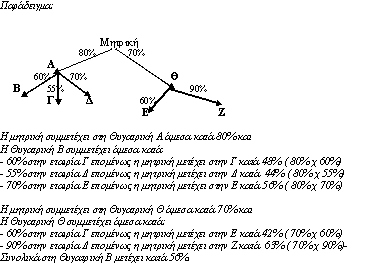 Παράδειγμα:
Μητρική
80% 70%
Α
Θ
60% 55% 70%
90%
60%
Β
Γ
Δ
Ε
Ζ
Η μητρική συμμετέχει στη Θυγατρική Α άμεσα κατά 80% και
Η Θυγατρική Β συμμετέχει άμεσα κατά:
- 60% στην εταιρία Γ επομένως η μητρική μετέχει στην Γ κατά 48% ( 80% χ 60%)
- 55% στην εταιρία Δ επομένως η μητρική μετέχει στην Δ κατά 44% ( 80% χ 55%)
- 70% στην εταιρία Ε επομένως η μητρική μετέχει στην Ε κατά 56% ( 80% χ 70%)
Η μητρική συμμετέχει στη Θυγατρική Θ άμεσα κατά 70% και
Η Θυγατρική Θ συμμετέχει άμεσα κατά:
- 60% στην εταιρία Γ επομένως η μητρική μετέχει στην Ε κατά 42% ( 70% χ 60%)
- 90% στην εταιρία Δ επομένως η μητρική μετέχει στην Ζ κατά 63% ( 70% χ 90%)-
Συνολικά στη Θυγατρική Β μετέχει κατά 56%